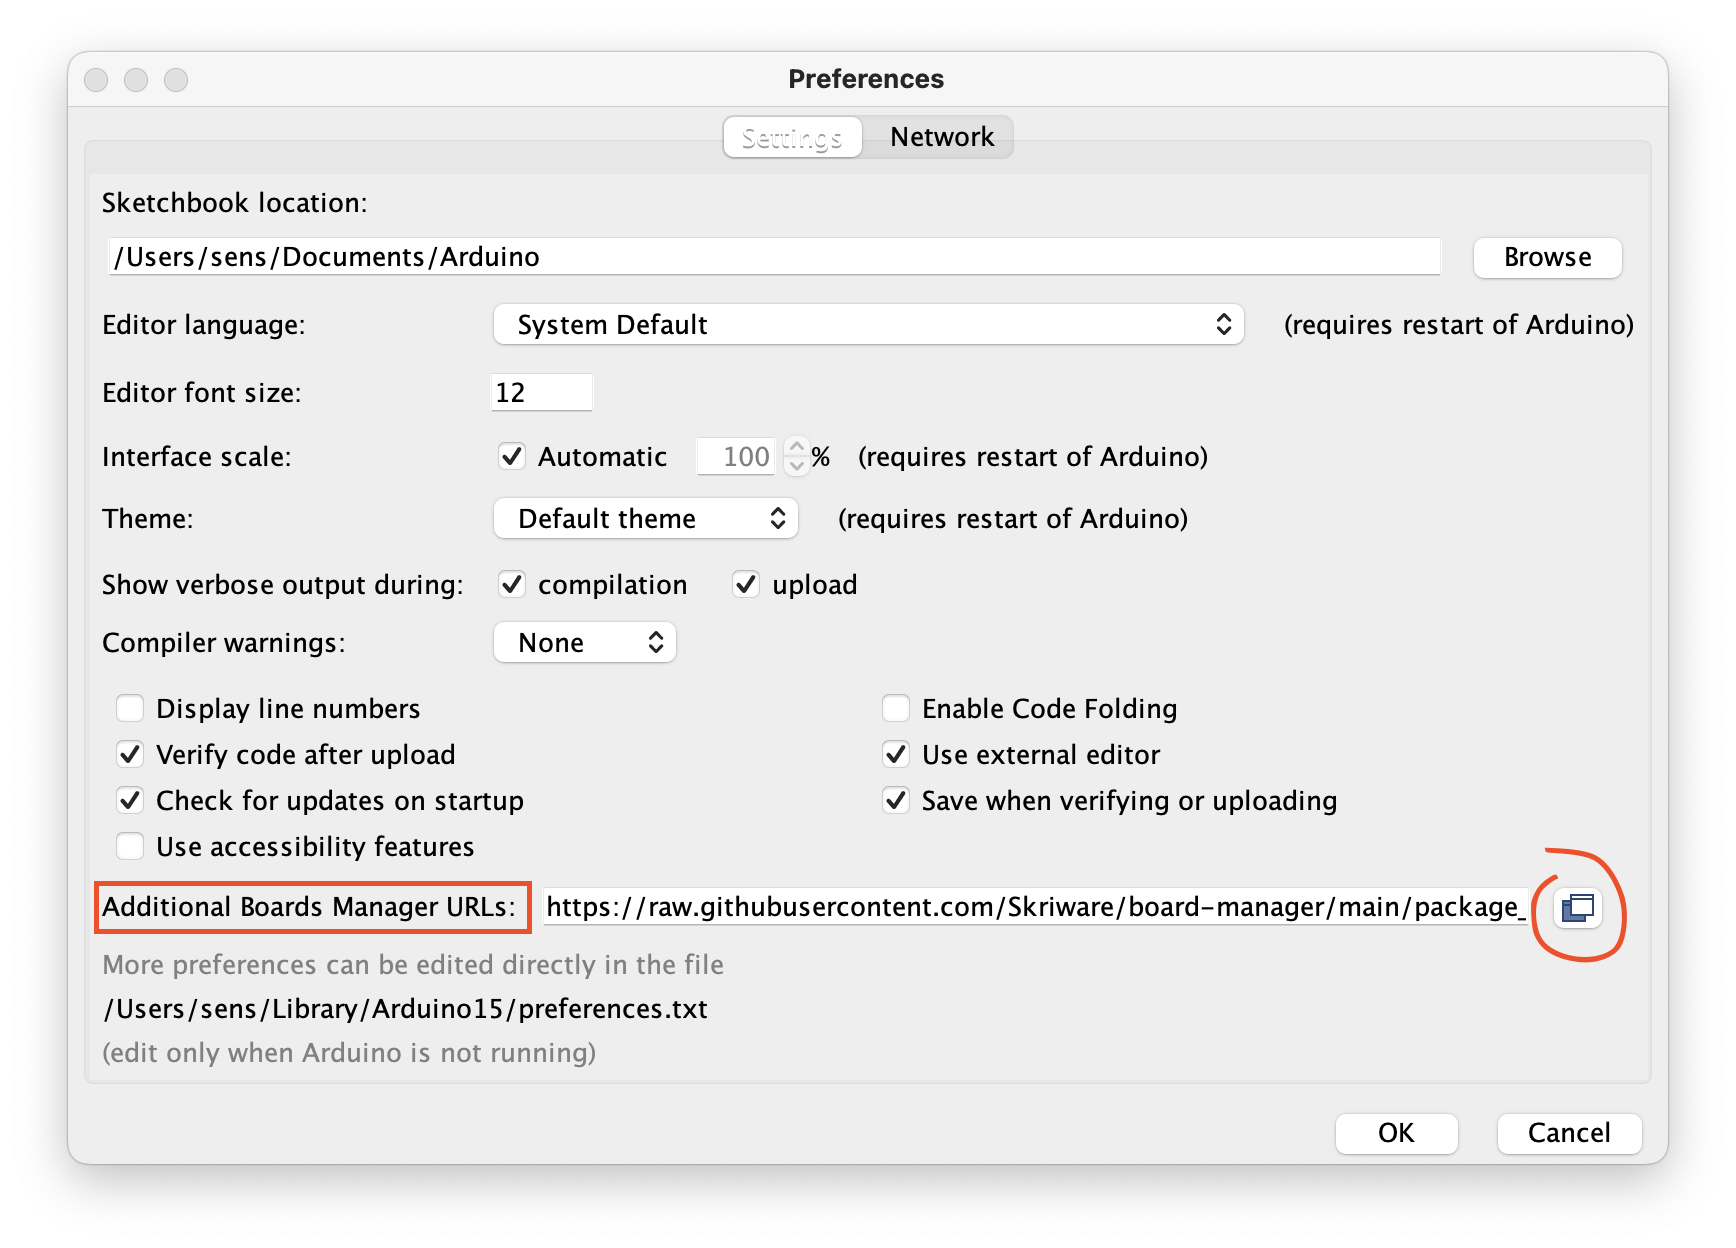 Preferences
Settings Network
Sketchbook location:
/Users/sens/Documents/Arduino Browse
Editor language: System Default (requires restart of Arduino)
Editor font size: 12
Interface scale: Automatic 100 % (requires restart of Arduino)
Theme: Default theme (requires restart of Arduino)
Show verbose output during: compilation upload
Compiler warnings: None
Display line numbers Enable Code Folding
Verify code after upload Use external editor
Check for updates on startup Save when verifying or uploading
Use accessibility features
Additional Boards Manager URLs: https://raw.githubusercontent.com/Skriware/board-manager/main/package_
More preferences can be edited directly in the file
/Users/sens/Library/Arduino15/preferences.txt
(edit only when Arduino is not running)
OK Cancel